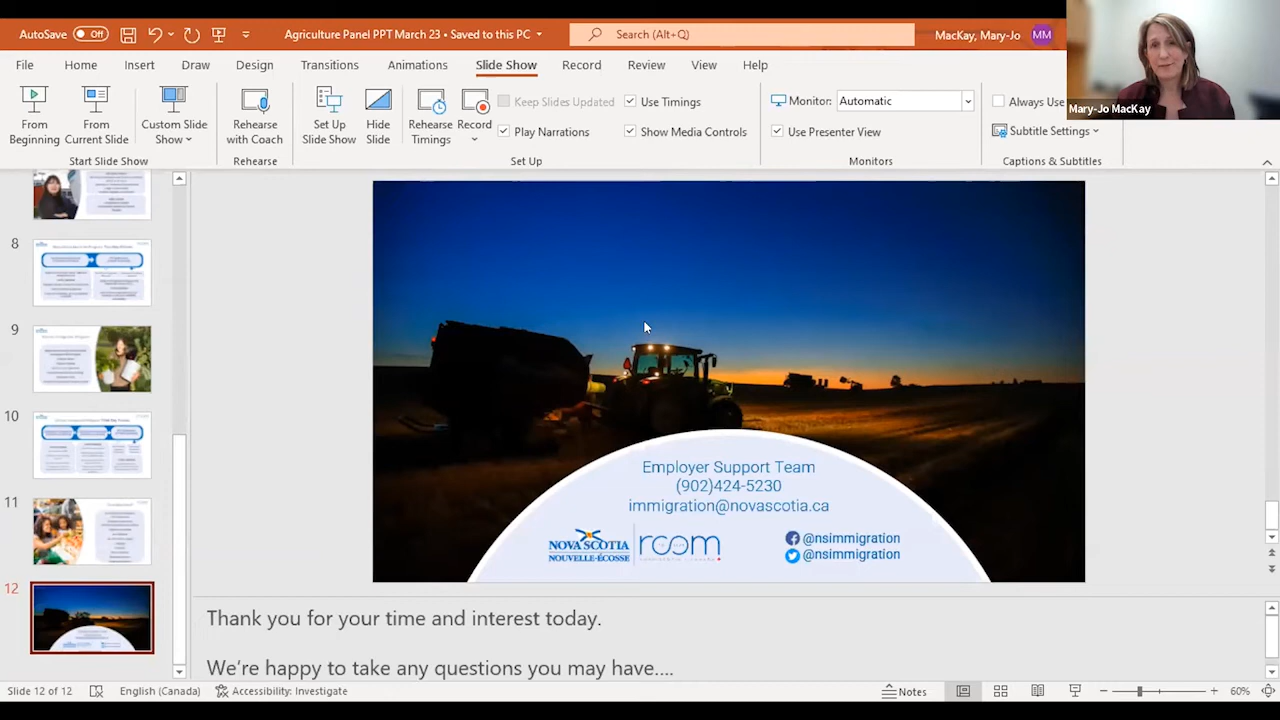 AutoSave Off
Agriculture Panel PPT March 23 • Saved to this PC
Search (Alt+Q)
MacKay, Mary-Jo MM
File Home Insert Draw Design Transitions Animations Slide Show Record Review View Help
From Beginning
From Current Slide
Custom Slide Show
Rehearse with Coach
Set Up Slide Show
Hide Slide
Rehearse Timings
Record
Keep Slides Updated
Play Narrations
Use Timings
Show Media Controls
Monitor: Automatic
Use Presenter View
Always Use
Subtitle Settings
Start Slide Show
Rehearse
Set Up
Monitors
Captions & Subtitles
Mary-Jo MacKay
8
9
10
11
12
Employer Support Team
(902)424-5230
immigration@novascotia.ca
NOVA SCOTIA
NOUVELLE-ÉCOSSE
room
@nsimmigration
@nsimmigration
Thank you for your time and interest today.
We're happy to take any questions you may have....
Slide 12 of 12 English (Canada) Accessibility: Investigate Notes 60%